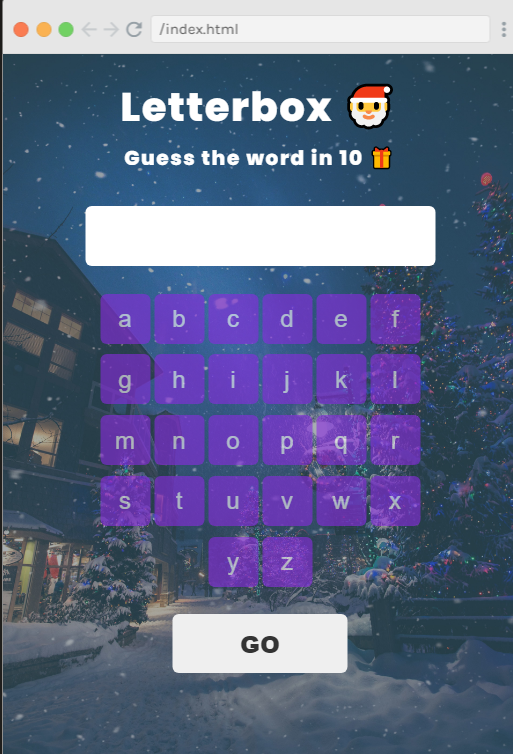 /index.html
Letterbox 🎅
Guess the word in 10 🎁
a b c d e f
g h i j k l
m n o p q r
s t u v w x
y z
GO